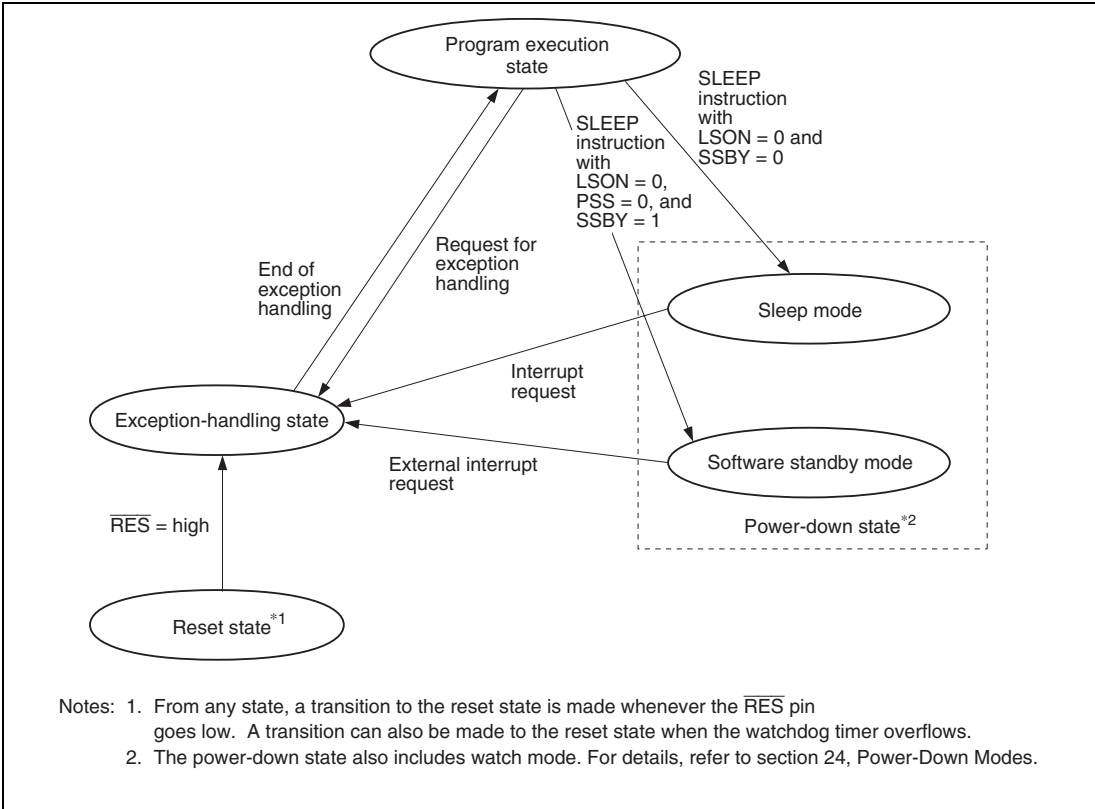 Program execution
state
SLEEP
instruction
with
LSON = 0 and
SSBY = 0
SLEEP
instruction
with
LSON = 0,
PSS = 0, and
SSBY = 1
Request for
exception
handling
End of
exception
handling
Sleep mode
Interrupt
request
Exception-handling state
Software standby mode
External interrupt
request
Power-down state*2
R̅E̅S̅ = high
Reset state*1
Notes: 1. From any state, a transition to the reset state is made whenever the R̅E̅S̅ pin
goes low. A transition can also be made to the reset state when the watchdog timer overflows.
2. The power-down state also includes watch mode. For details, refer to section 24, Power-Down Modes.